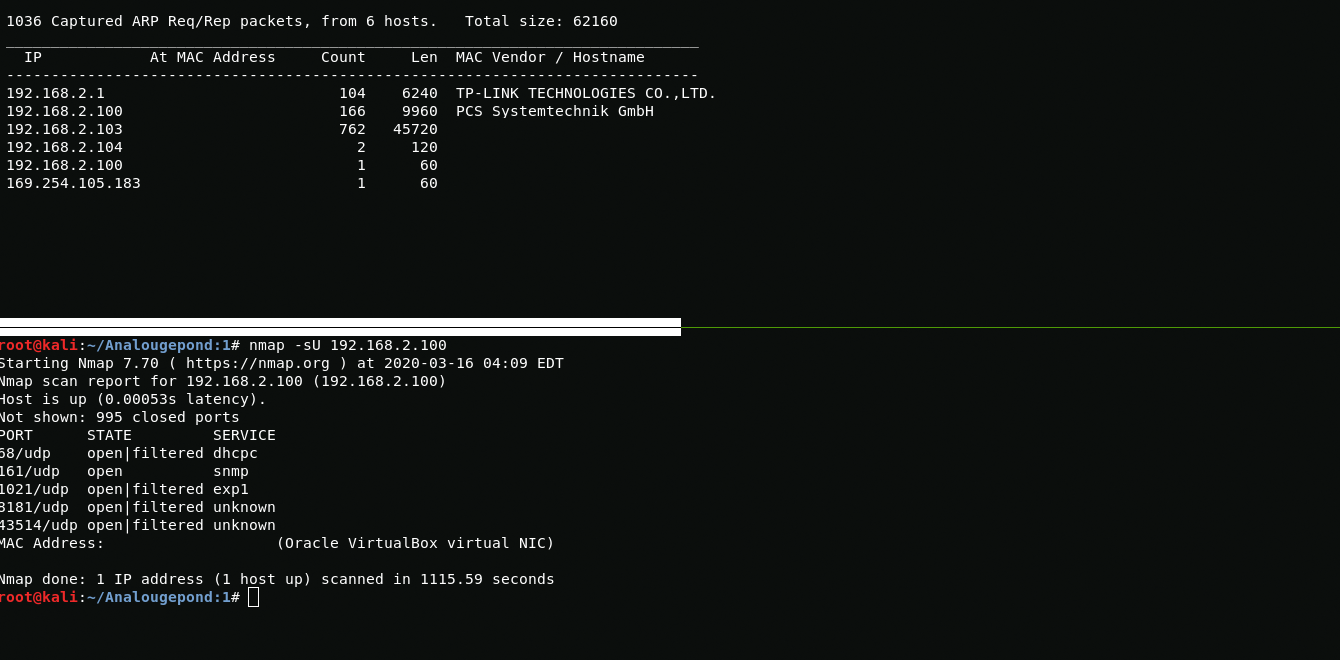 1036 Captured ARP Req/Rep packets, from 6 hosts.   Total size: 62160
_____________________________________________________________________________
  IP            At MAC Address     Count     Len  MAC Vendor / Hostname
-----------------------------------------------------------------------------
192.168.2.1                          104    6240  TP-LINK TECHNOLOGIES CO.,LTD.
192.168.2.100                        166    9960  PCS Systemtechnik GmbH
192.168.2.103                        762   45720
192.168.2.104                          2     120
192.168.2.100                          1      60
169.254.105.183                        1      60
root@kali:~/Analougepond:1# nmap -sU 192.168.2.100
Starting Nmap 7.70 ( https://nmap.org ) at 2020-03-16 04:09 EDT
Nmap scan report for 192.168.2.100 (192.168.2.100)
Host is up (0.00053s latency).
Not shown: 995 closed ports
PORT      STATE         SERVICE
68/udp    open|filtered dhcpc
161/udp   open          snmp
1021/udp  open|filtered exp1
8181/udp  open|filtered unknown
43514/udp open|filtered unknown
MAC Address:                   (Oracle VirtualBox virtual NIC)
Nmap done: 1 IP address (1 host up) scanned in 1115.59 seconds
root@kali:~/Analougepond:1#